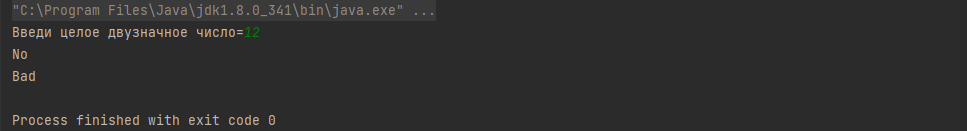 "C:\Program Files\Java\jdk1.8.0_341\bin\java.exe" ...
Введи целое двузначное число=12
No
Bad
Process finished with exit code 0